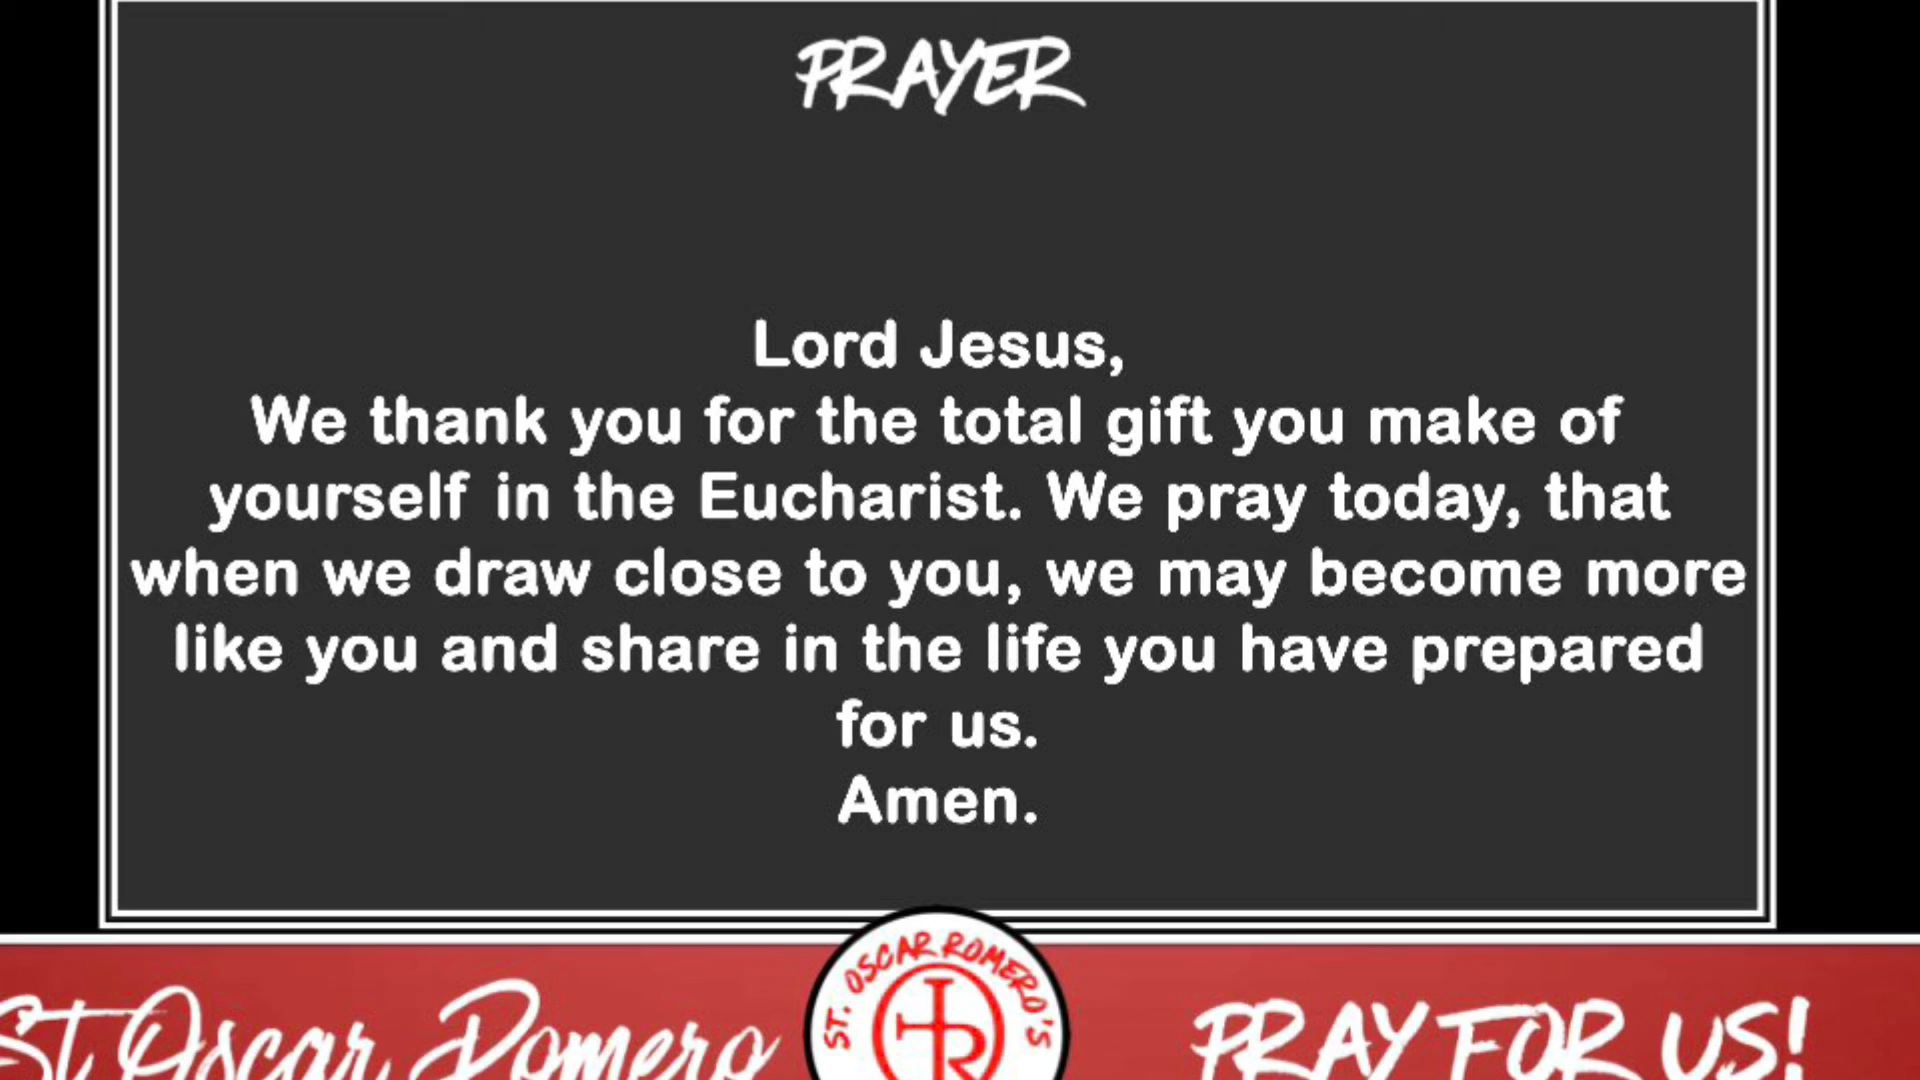 PRAYER
Lord Jesus,
We thank you for the total gift you make of
yourself in the Eucharist. We pray today, that
when we draw close to you, we may become more
like you and share in the life you have prepared
for us.
Amen.
ST. OSCAR ROMERO'S
St Oscar Romero
PRAY FOR US!